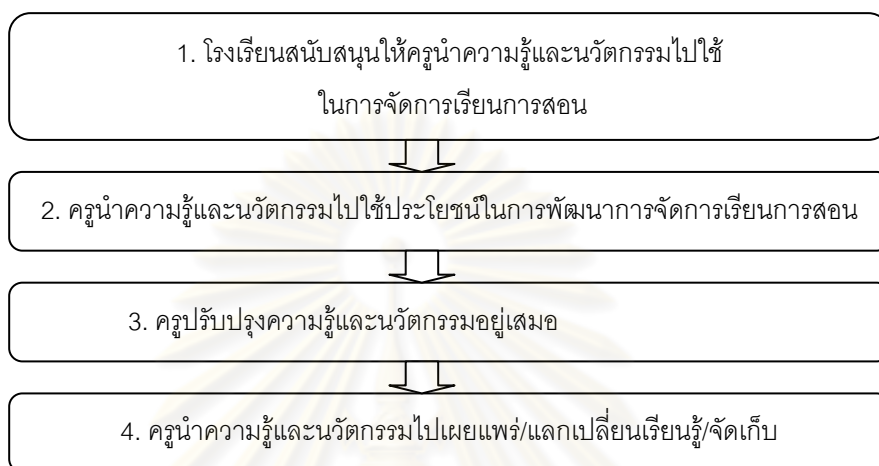 1. โรงเรียนสนับสนุนให้ครูนำความรู้และนวัตกรรมไปใช้
ในการจัดการเรียนการสอน
2. ครูนำความรู้และนวัตกรรมไปใช้ประโยชน์ในการพัฒนาการจัดการเรียนการสอน
3. ครูปรับปรุงความรู้และนวัตกรรมอยู่เสมอ
4. ครูนำความรู้และนวัตกรรมไปเผยแพร่/แลกเปลี่ยนเรียนรู้/จัดเก็บ